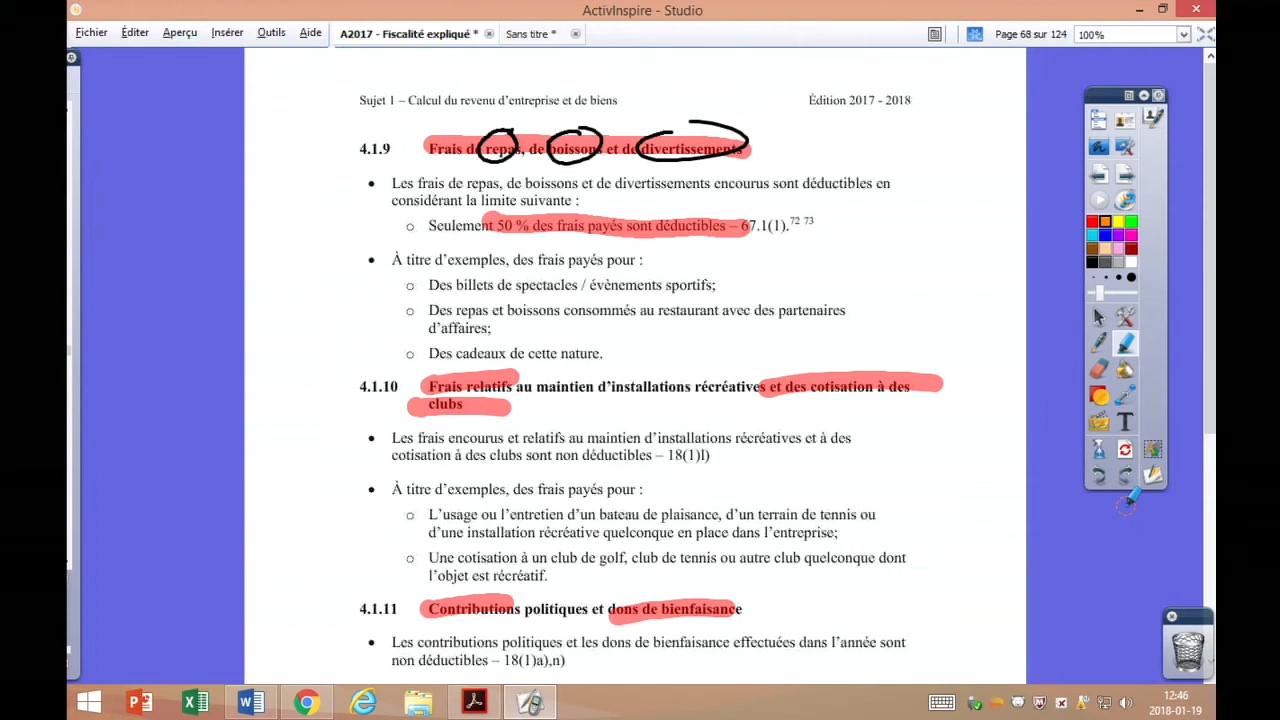 ActivInspire - Studio
Fichier Éditer Aperçu Insérer Outils Aide A2017 - Fiscalité expliqué * Sans titre * Page 68 sur 124 100%
Sujet 1 – Calcul du revenu d'entreprise et de biens Édition 2017 - 2018
4.1.9 Frais de repas, de boissons et de divertissements
• Les frais de repas, de boissons et de divertissements encourus sont déductibles en
considérant la limite suivante :
o Seulement 50 % des frais payés sont déductibles – 67.1(1).72 73
• À titre d'exemples, des frais payés pour :
o Des billets de spectacles / évènements sportifs;
o Des repas et boissons consommés au restaurant avec des partenaires
d'affaires;
o Des cadeaux de cette nature.
4.1.10 Frais relatifs au maintien d'installations récréatives et des cotisation à des
clubs
• Les frais encourus et relatifs au maintien d'installations récréatives et à des
cotisation à des clubs sont non déductibles – 18(1)l)
• À titre d'exemples, des frais payés pour :
o L'usage ou l'entretien d'un bateau de plaisance, d'un terrain de tennis ou
d'une installation récréative quelconque en place dans l'entreprise;
o Une cotisation à un club de golf, club de tennis ou autre club quelconque dont
l'objet est récréatif.
4.1.11 Contributions politiques et dons de bienfaisance
• Les contributions politiques et les dons de bienfaisance effectuées dans l'année sont
non déductibles – 18(1)a),n)
12:46
2018-01-19